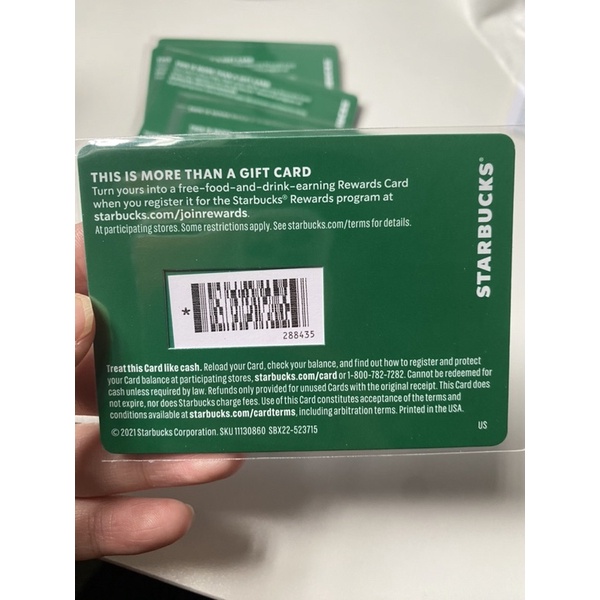 THIS IS MORE THAN A GIFT CARD
THIS IS MORE THAN A GIFT CARD
Turn yours into a free-food-and-drink-earning Rewards Card
when you register it for the Starbucks® Rewards program at
starbucks.com/joinrewards.
At participating stores. Some restrictions apply. See starbucks.com/terms for details.
STARBUCKS®
*
288435
Treat this Card like cash. Reload your Card, check your balance, and find out how to register and protect
your Card balance at participating stores, starbucks.com/card or 1-800-782-7282. Cannot be redeemed for
cash unless required by law. Refunds only provided for unused Cards with the original receipt. This Card does
not expire, nor does Starbucks charge fees. Use of this Card constitutes acceptance of the terms and
conditions available at starbucks.com/cardterms, including arbitration terms. Printed in the USA.
© 2021 Starbucks Corporation. SKU 11130860 SBX22-523715
US